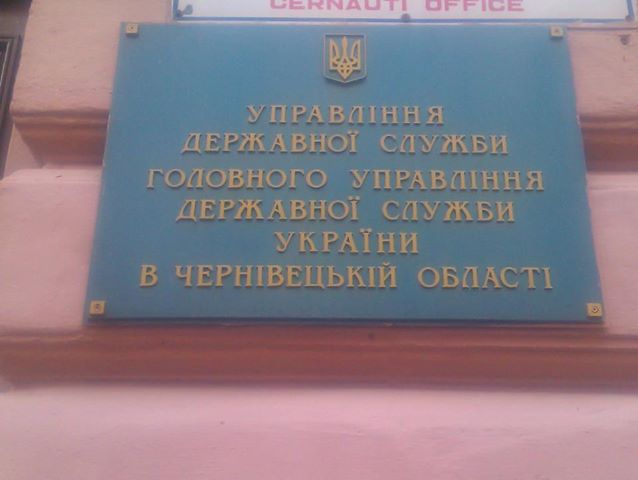 CERNAUTI OFFICE
УПРАВЛІННЯ
ДЕРЖАВНОЇ СЛУЖБИ
ГОЛОВНОГО УПРАВЛІННЯ
ДЕРЖАВНОЇ СЛУЖБИ
УКРАЇНИ
В ЧЕРНІВЕЦЬКІЙ ОБЛАСТІ